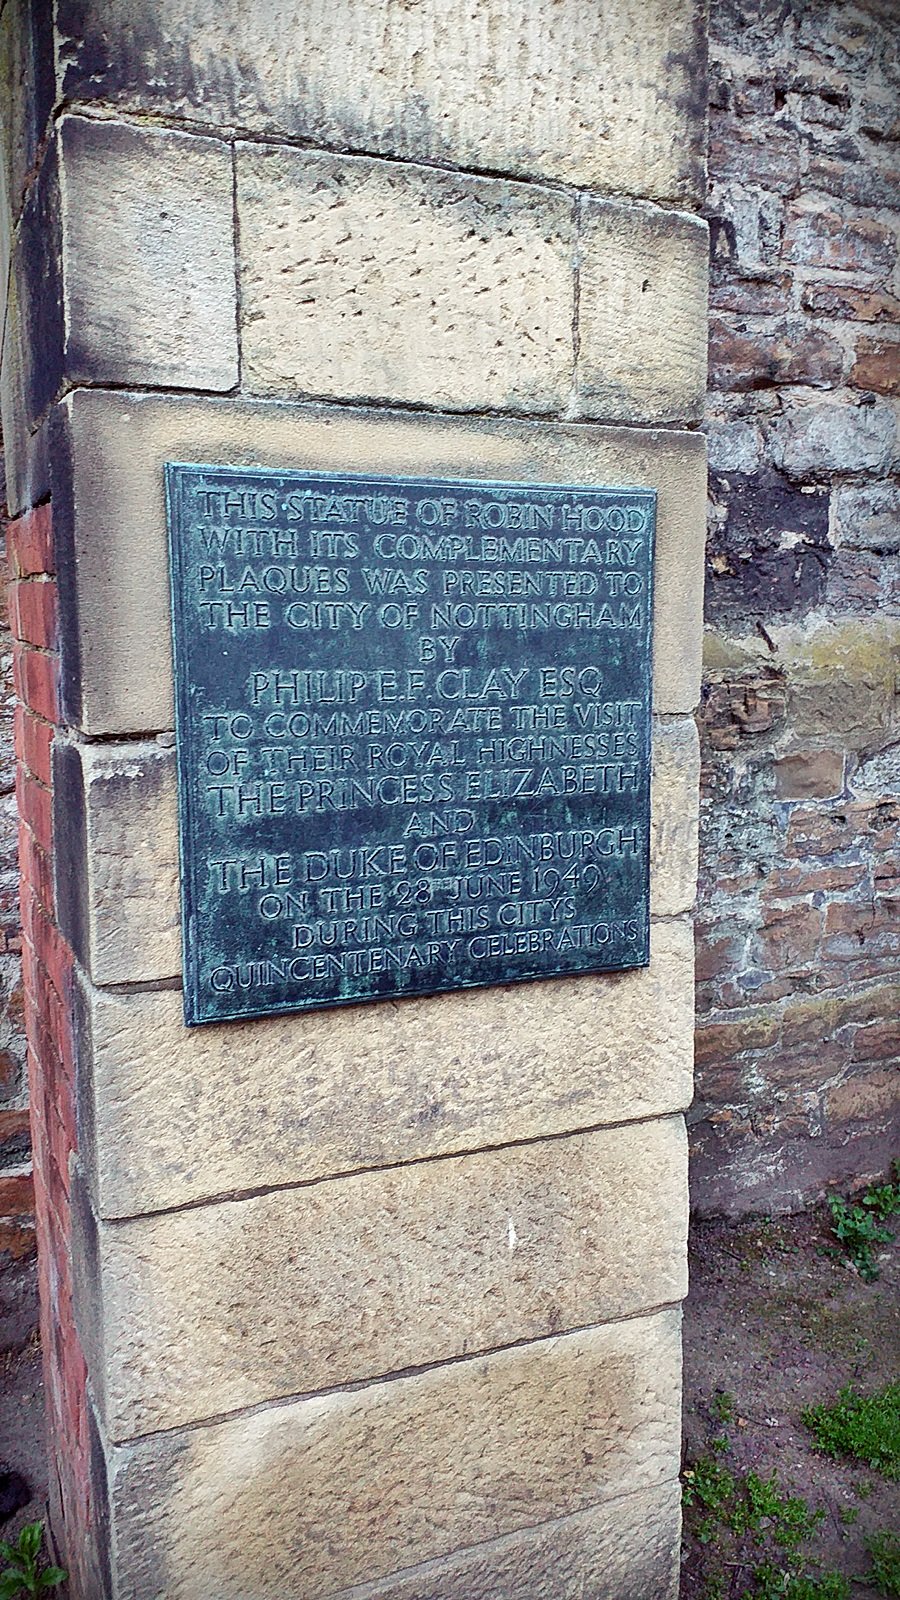 THIS STATUE OF ROBIN HOOD
WITH ITS COMPLEMENTARY
PLAQUES WAS PRESENTED TO
THE CITY OF NOTTINGHAM
BY
PHILIP E.F. CLAY ESQ
TO COMMEMORATE THE VISIT
OF THEIR ROYAL HIGHNESSES
THE PRINCESS ELIZABETH
AND
THE DUKE OF EDINBURGH
ON THE 28 JUNE 1949
DURING THIS CITYS
QUINCENTENARY CELEBRATIONS